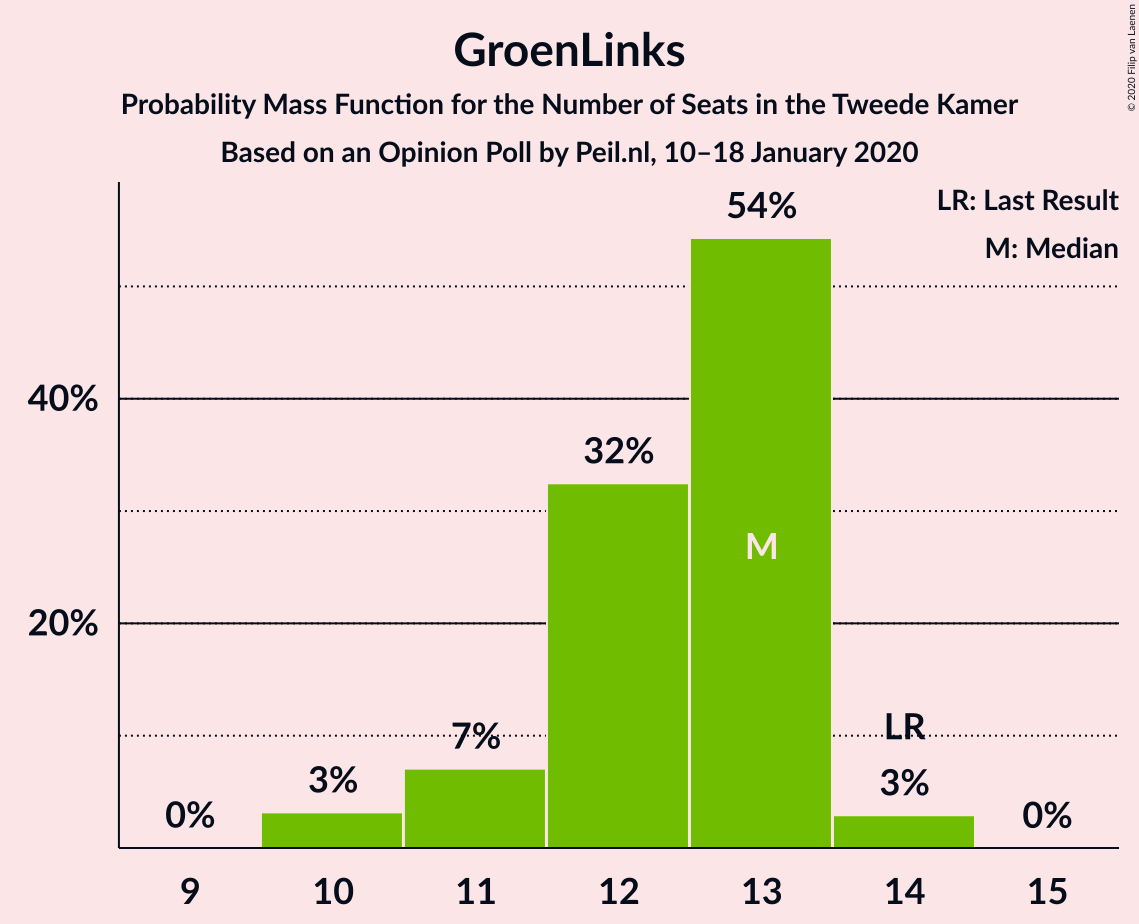 GroenLinks
Probability Mass Function for the Number of Seats in the Tweede Kamer
Based on an Opinion Poll by Peil.nl, 10–18 January 2020
© 2020 Filip van Laenen
LR: Last Result
M: Median
54%
40%
32%
M
20%
LR
7%
3%
3%
0%
0%
9 10 11 12 13 14 15